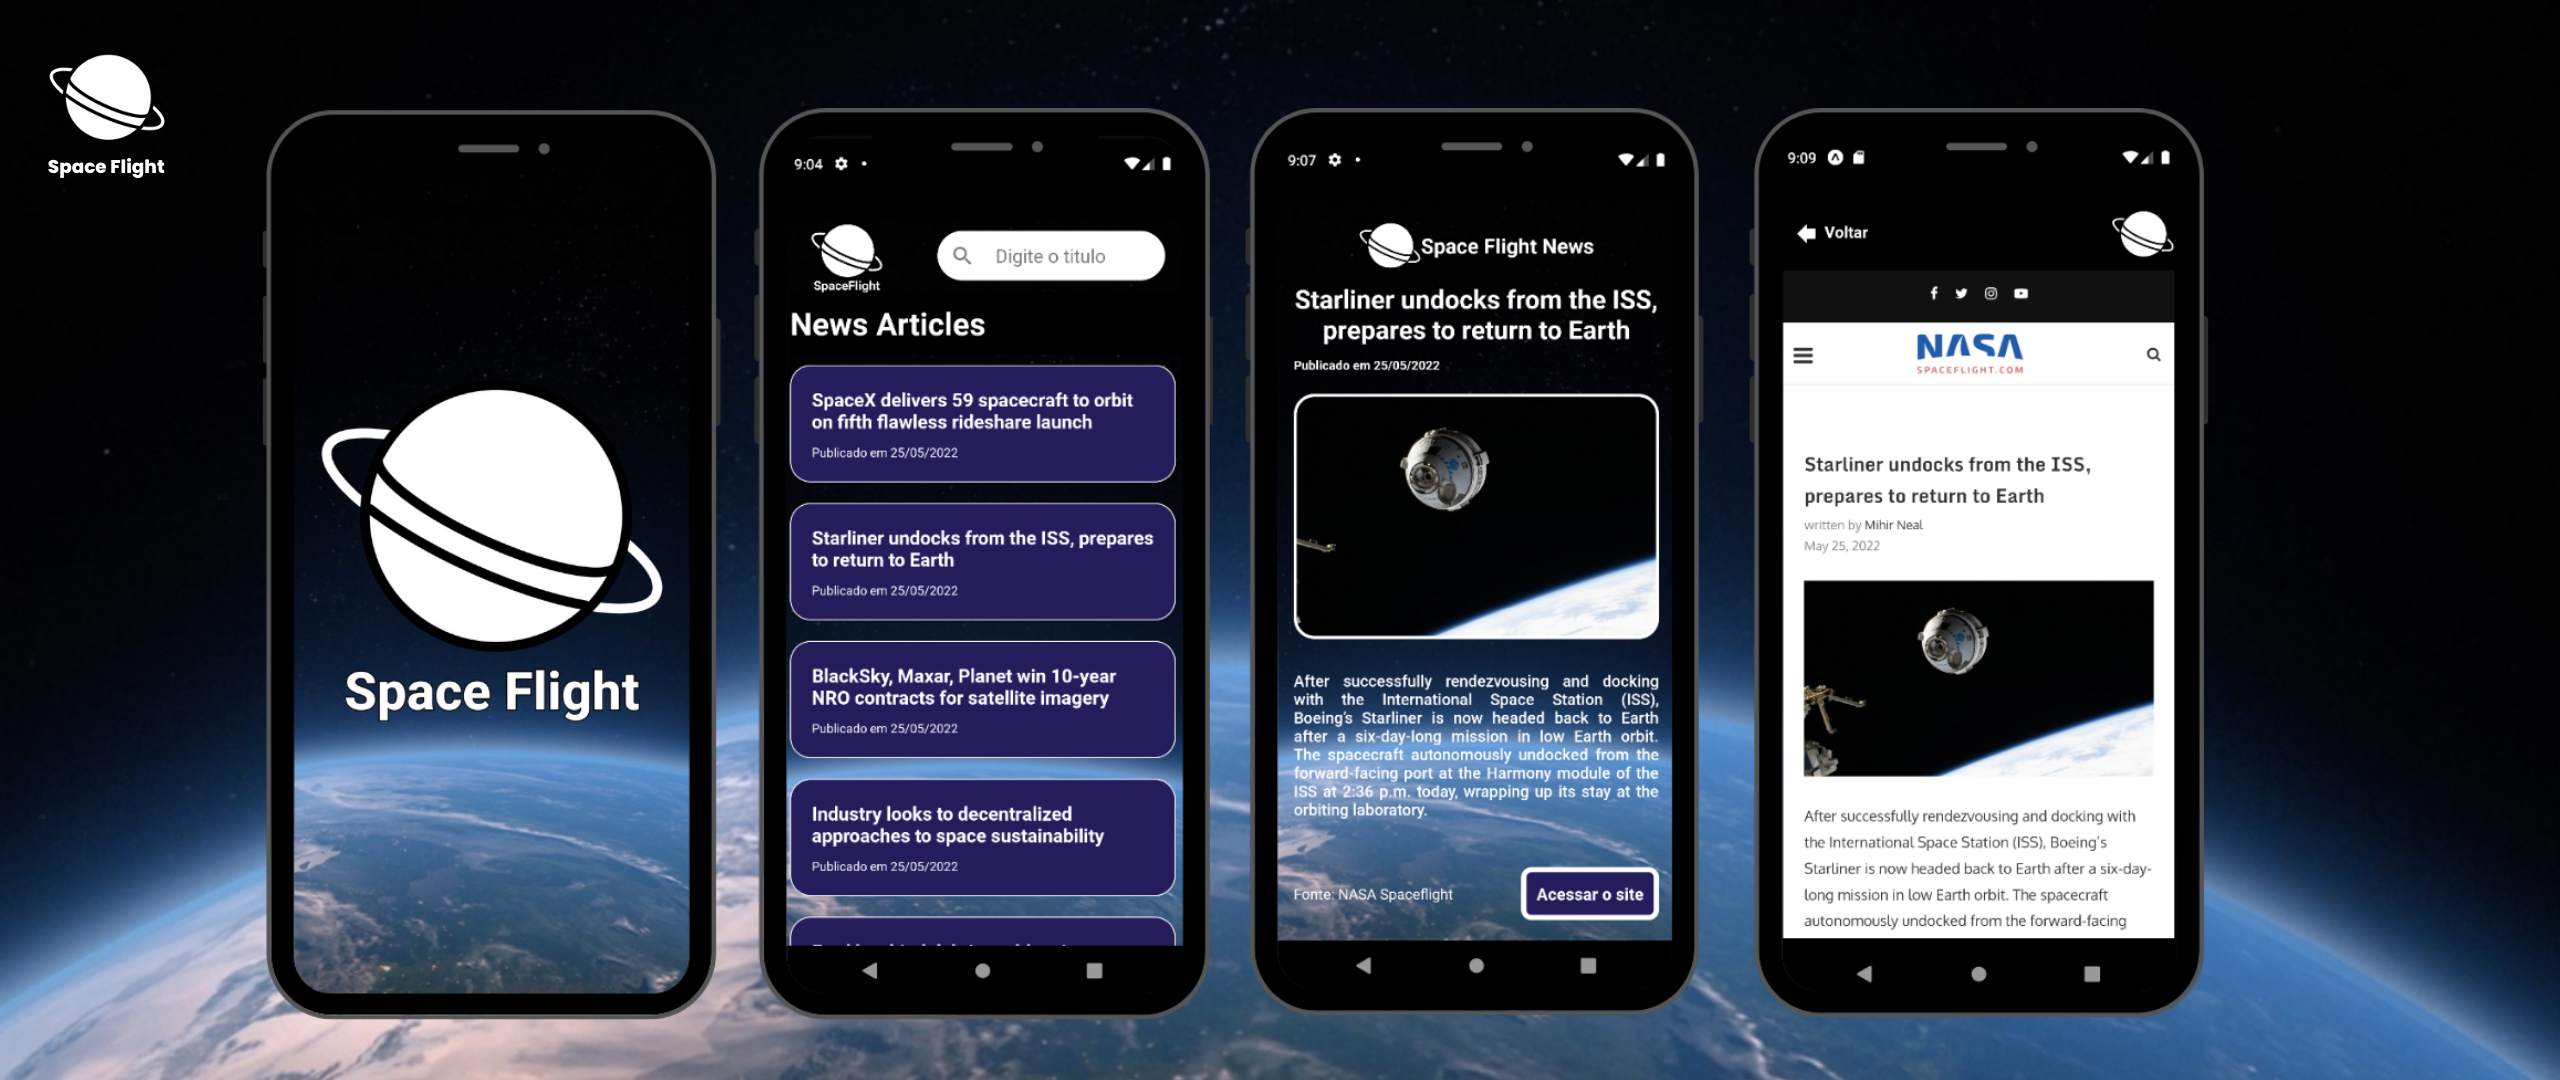 Space Flight
Space Flight
9:04
Digite o titulo
SpaceFlight
News Articles
SpaceX delivers 59 spacecraft to orbit
on fifth flawless rideshare launch
Publicado em 25/05/2022
Starliner undocks from the ISS, prepares
to return to Earth
Publicado em 25/05/2022
BlackSky, Maxar, Planet win 10-year
NRO contracts for satellite imagery
Publicado em 25/05/2022
Industry looks to decentralized
approaches to space sustainability
Publicado em 25/05/2022
9:07
Space Flight News
Starliner undocks from the ISS,
prepares to return to Earth
Publicado em 25/05/2022
After successfully rendezvousing and docking
with the International Space Station (ISS),
Boeing's Starliner is now headed back to Earth
after a six-day-long mission in low Earth orbit.
The spacecraft autonomously undocked from the
forward-facing port at the Harmony module of the
ISS at 2:36 p.m. today, wrapping up its stay at the
orbiting laboratory.
Fonte: NASA Spaceflight
Acessar o site
9:09
Voltar
NASA
SPACEFLIGHT.COM
Starliner undocks from the ISS,
prepares to return to Earth
written by Mihir Neal
May 25, 2022
After successfully rendezvousing and docking with
the International Space Station (ISS), Boeing's
Starliner is now headed back to Earth after a six-day-
long mission in low Earth orbit. The spacecraft
autonomously undocked from the forward-facing